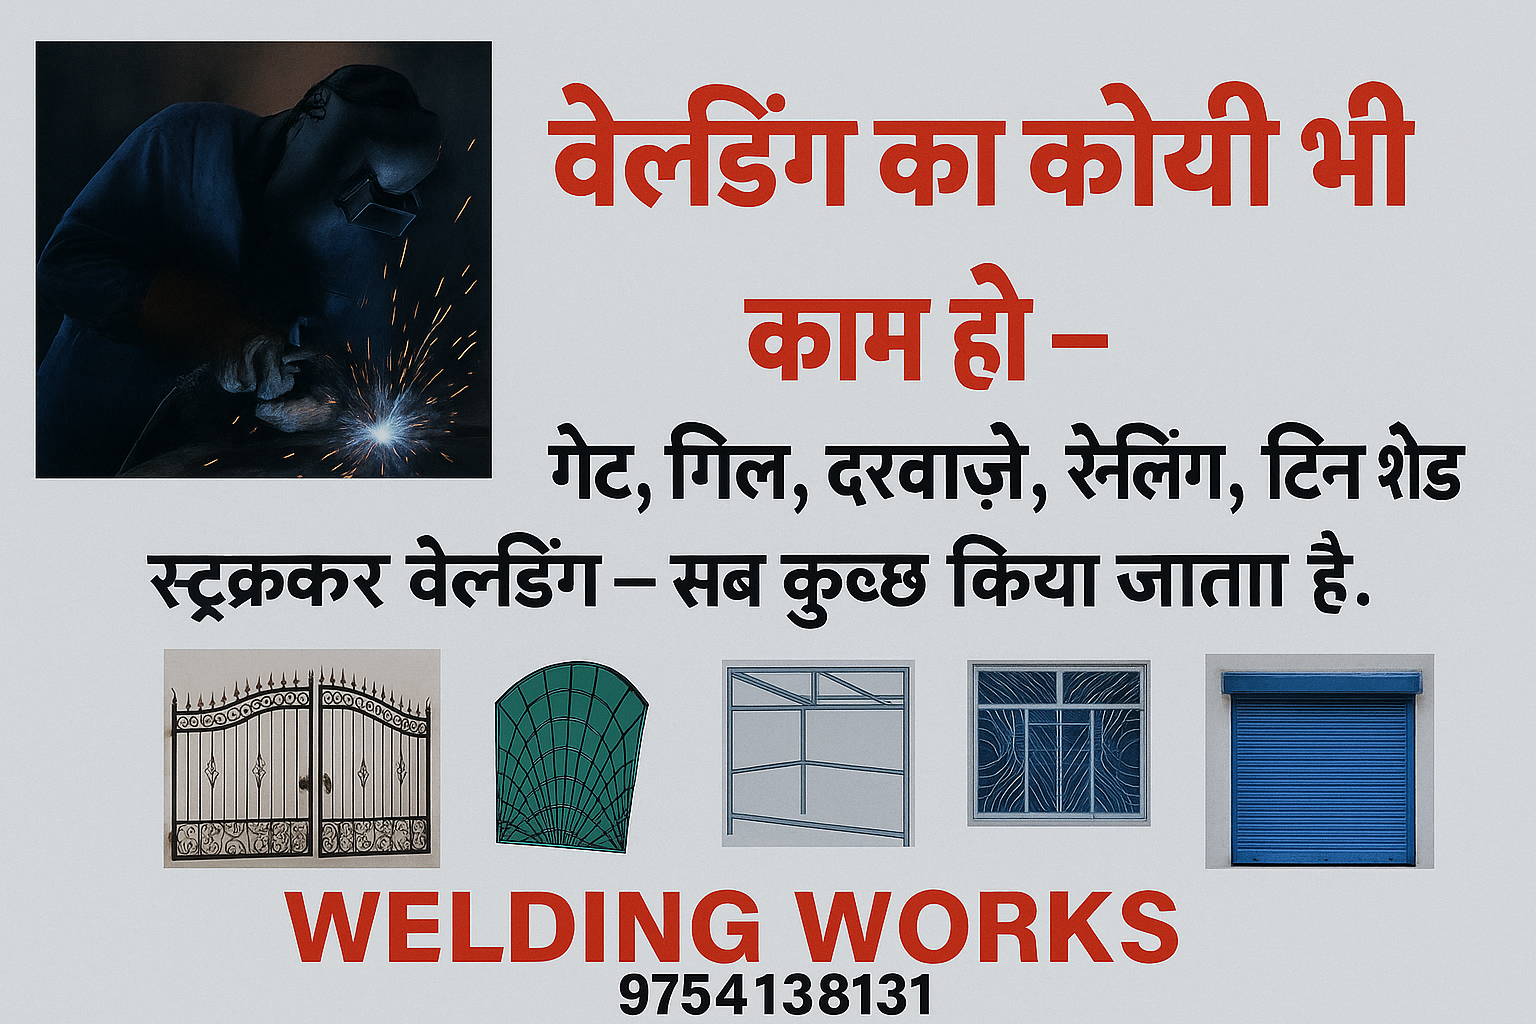 वेल्डिंग का कोयी भी
काम हो –
गेट, गिल, दरवाज़े, रेनलिंग, टिन शेड
स्ट्रक्रकर वेल्डिंग – सब कुव्छ किया जाताा है.
WELDING WORKS
9754138131